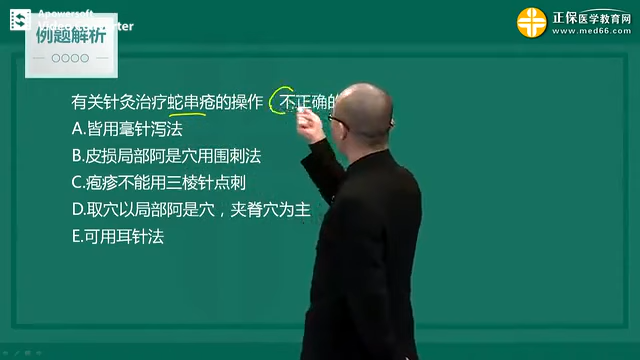 Apowersoft
Video Converter
正保医学教育网
www.med66.com
例题解析
有关针灸治疗蛇串疮的操作，不正确的
A.皆用毫针泻法
B.皮损局部阿是穴用围刺法
C.疱疹不能用三棱针点刺
D.取穴以局部阿是穴，夹脊穴为主
E.可用耳针法